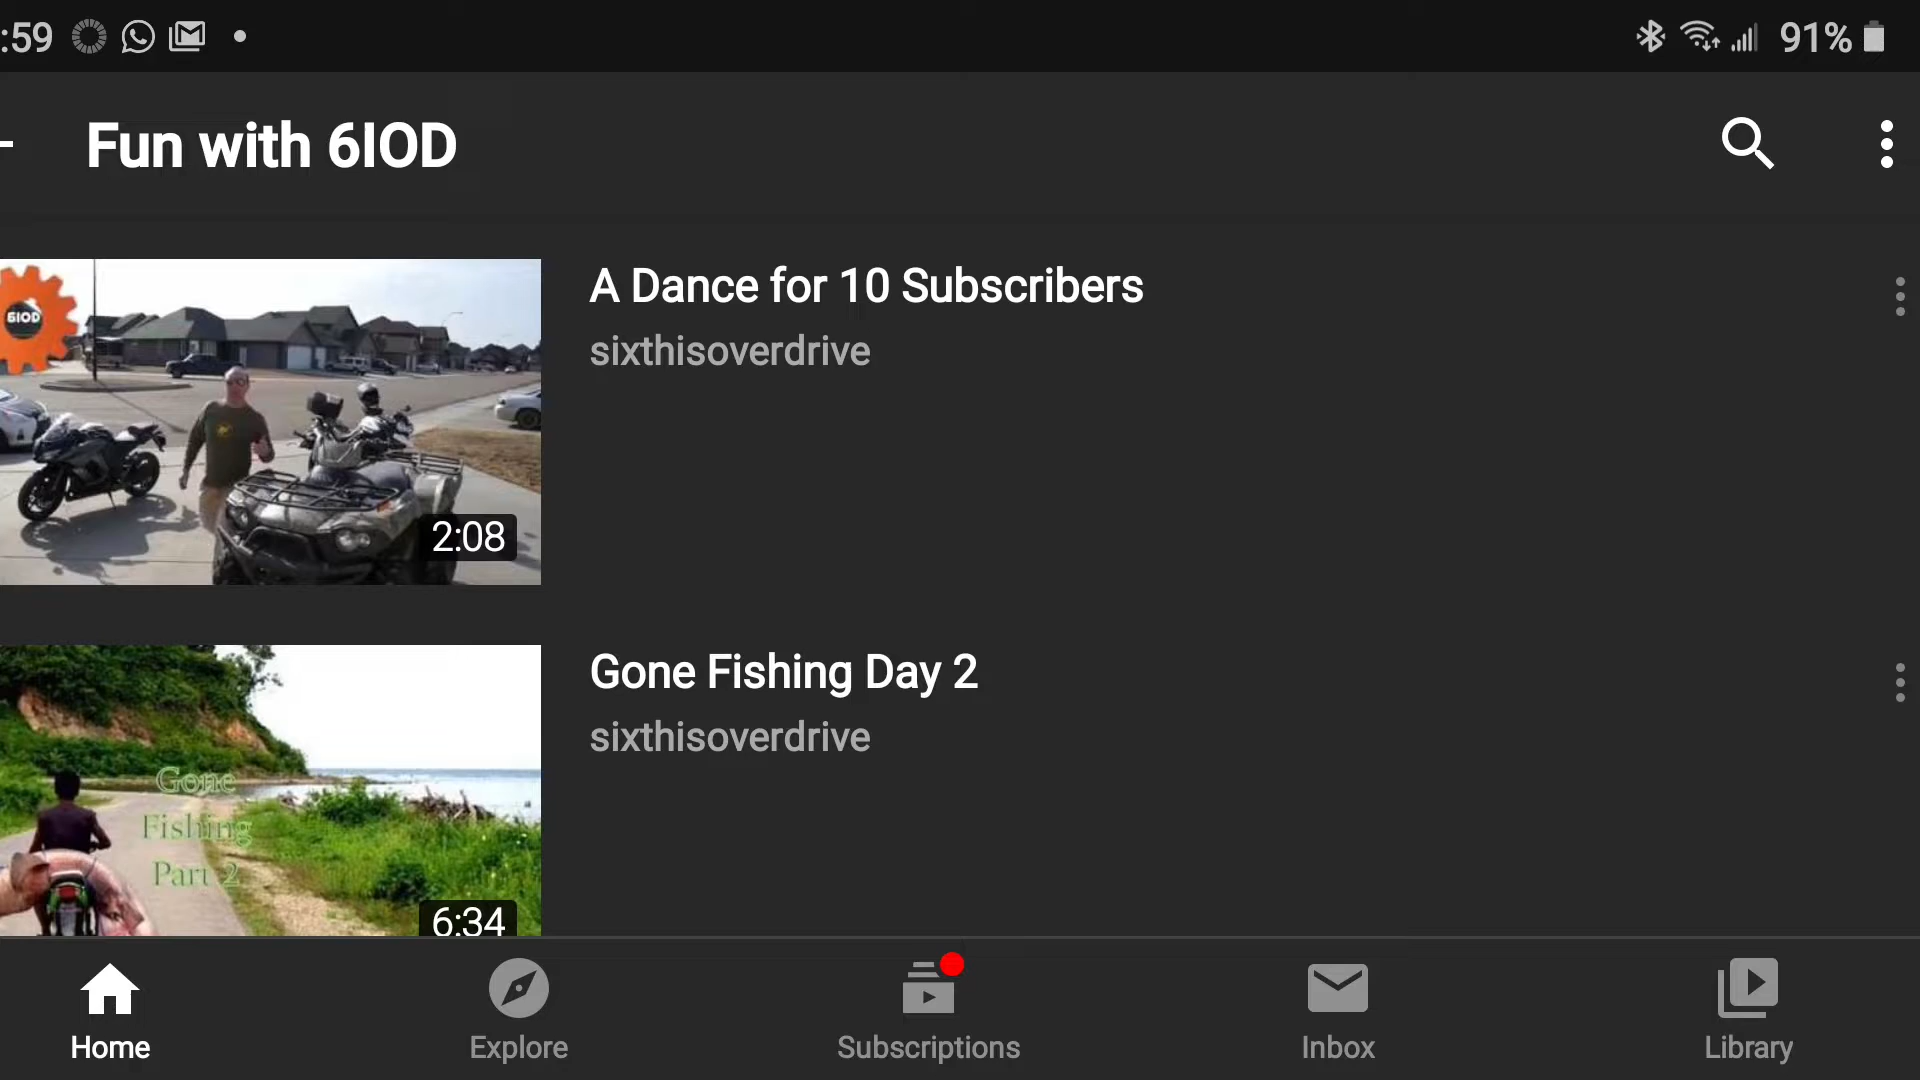 :59
91%
Fun with 6IOD
6IOD
A Dance for 10 Subscribers
sixthisoverdrive
2:08
Gone Fishing Day 2
sixthisoverdrive
Gone
Fishing
Part 2
6:34
Home
Explore
Subscriptions
Inbox
Library